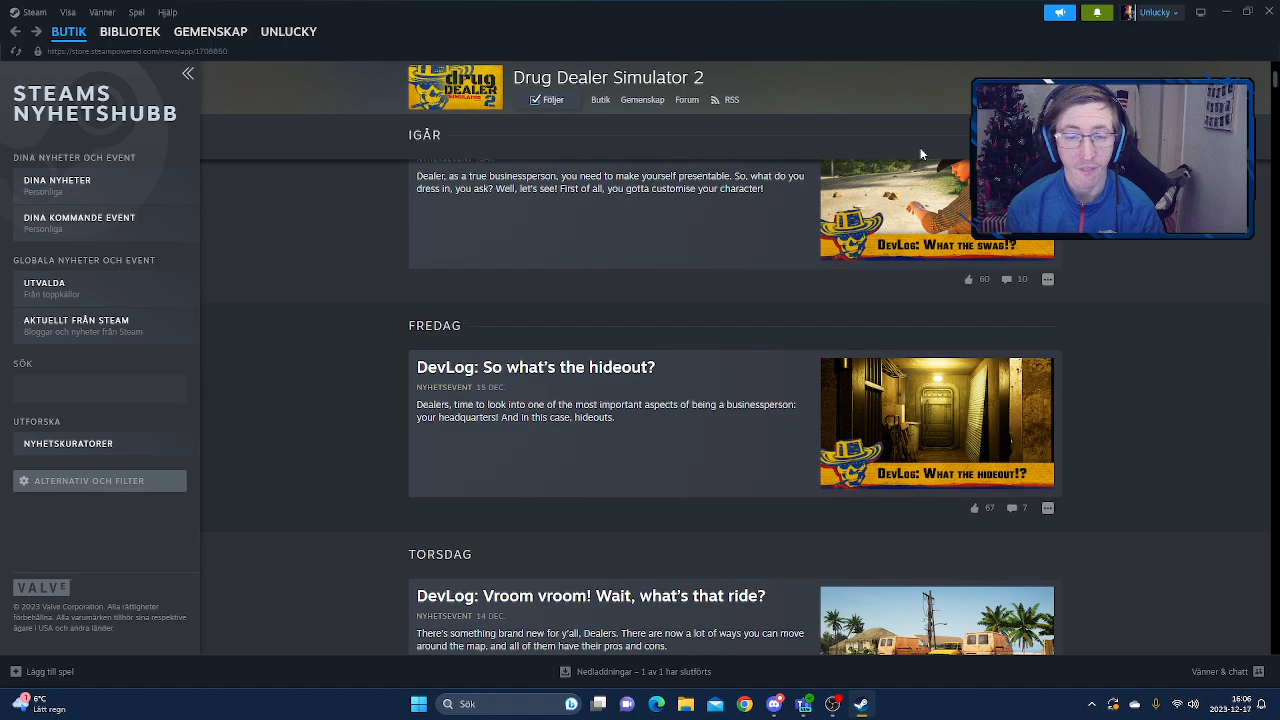 Steam Visa Vänner Spel Hjälp
Unlucky
BUTIK BIBLIOTEK GEMENSKAP UNLUCKY
https://store.steampowered.com/news/app/1708850
STEAMS
NYHETSHUBB
DINA NYHETER OCH EVENT
DINA NYHETER
Personliga
DINA KOMMANDE EVENT
Personliga
GLOBALA NYHETER OCH EVENT
UTVALDA
Från toppkällor
AKTUELLT FRÅN STEAM
Bloggar och nyheter från Steam
SÖK
UTFORSKA
NYHETSKURATORER
ALTERNATIV OCH FILTER
VALVE
© 2023 Valve Corporation. Alla rättigheter
förbehållna. Alla varumärken tillhör sina respektive
ägare i USA och andra länder.
drug
DEALER
SIMULATOR
2
Drug Dealer Simulator 2
Följer Butik Gemenskap Forum RSS
IGÅR
Dealer, as a true businessperson, you need to make yourself presentable. So, what do you
dress in, you ask? Well, let's see! First of all, you gotta customise your character!
DevLog: What the swag!?
60 10
FREDAG
DevLog: So what's the hideout?
NYHETSEVENT 15 DEC.
Dealers, time to look into one of the most important aspects of being a businessperson:
your headquarters! And in this case, hideouts.
DevLog: What the hideout!?
67 7
TORSDAG
DevLog: Vroom vroom! Wait, what's that ride?
NYHETSEVENT 14 DEC.
There's something brand new for y'all, Dealers. There are now a lot of ways you can move
around the map, and all of them have their pros and cons.
Lägg till spel
Nedladdningar – 1 av 1 har slutförts
Vänner & chatt
5°C
Lätt regn
Sök
16:06
2023-12-17